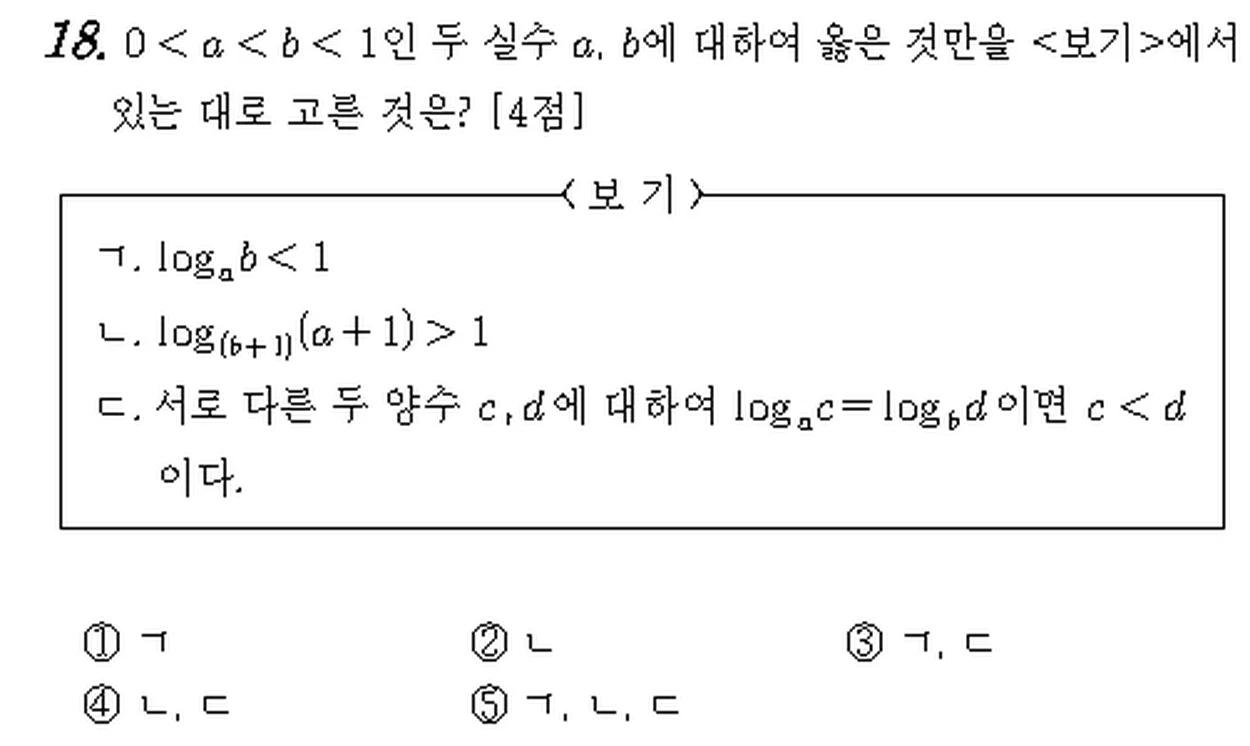 18. 0 < a < b < 1인 두 실수 a, b에 대하여 옳은 것만을 <보기>에서
있는 대로 고른 것은? [4점]
〈 보 기 〉
ㄱ. logₐb < 1
ㄴ. log₍b+1₎(a+1) > 1
ㄷ. 서로 다른 두 양수 c, d에 대하여 logₐc = log_b d 이면 c < d
이다.
① ㄱ ② ㄴ ③ ㄱ, ㄷ
④ ㄴ, ㄷ ⑤ ㄱ, ㄴ, ㄷ